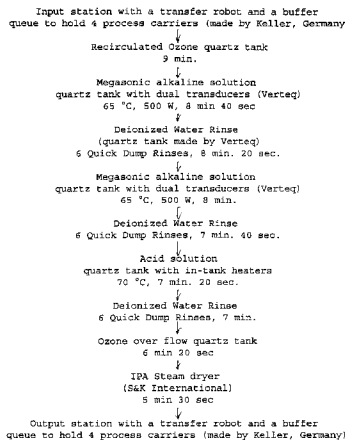 Input station with a transfer robot and a buffer
queue to hold 4 process carriers (made by Keller, Germany
Recirculated Ozone quartz tank
9 min.
Megasonic alkaline solution
quartz tank with dual transducers (Verteq)
65 °C, 500 W, 8 min 40 sec
Deionized Water Rinse
(quartz tank made by Verteq)
6 Quick Dump Rinses, 8 min. 20 sec.
Megasonic alkaline solution
quartz tank with dual transducers (Verteq)
65 °C, 500 W, 8 min.
Deionized Water Rinse
6 Quick Dump Rinses, 7 min. 40 sec.
Acid solution
quartz tank with in-tank heaters
70 °C, 7 min. 20 sec.
Deionized Water Rinse
6 Quick Dump Rinses, 7 min.
Ozone over flow quartz tank
6 min 20 sec
IPA Steam dryer
(S&K International)
5 min 30 sec
Output station with a transfer robot and a buffer
queue to hold 4 process carriers (made by Keller, Germany)